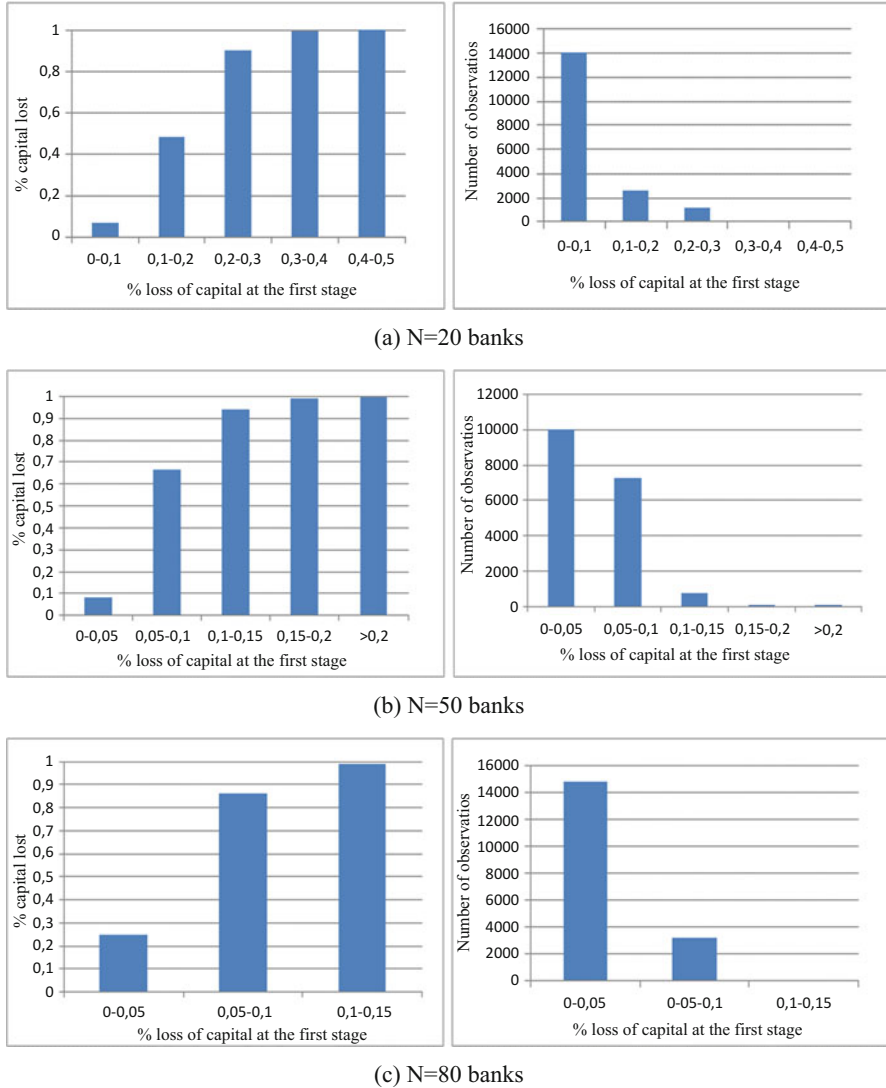 % capital lost
1
0,8
0,6
0,4
0,2
0
0-0,1 0,1-0,2 0,2-0,3 0,3-0,4 0,4-0,5
% loss of capital at the first stage
Number of observatios
16000
14000
12000
10000
8000
6000
4000
2000
0
0-0,1 0,1-0,2 0,2-0,3 0,3-0,4 0,4-0,5
% loss of capital at the first stage
(a) N=20 banks
% capital lost
1
0,9
0,8
0,7
0,6
0,5
0,4
0,3
0,2
0,1
0
0-0,05 0,05-0,1 0,1-0,15 0,15-0,2 >0,2
% loss of capital at the first stage
Number of observatios
12000
10000
8000
6000
4000
2000
0
0-0,05 0,05-0,1 0,1-0,15 0,15-0,2 >0,2
% loss of capital at the first stage
(b) N=50 banks
% capital lost
1
0,9
0,8
0,7
0,6
0,5
0,4
0,3
0,2
0,1
0
0-0,05 0,05-0,1 0,1-0,15
% loss of capital at the first stage
Number of observatios
16000
14000
12000
10000
8000
6000
4000
2000
0
0-0,05 0-05-0,1 0,1-0,15
% loss of capital at the first stage
(c) N=80 banks